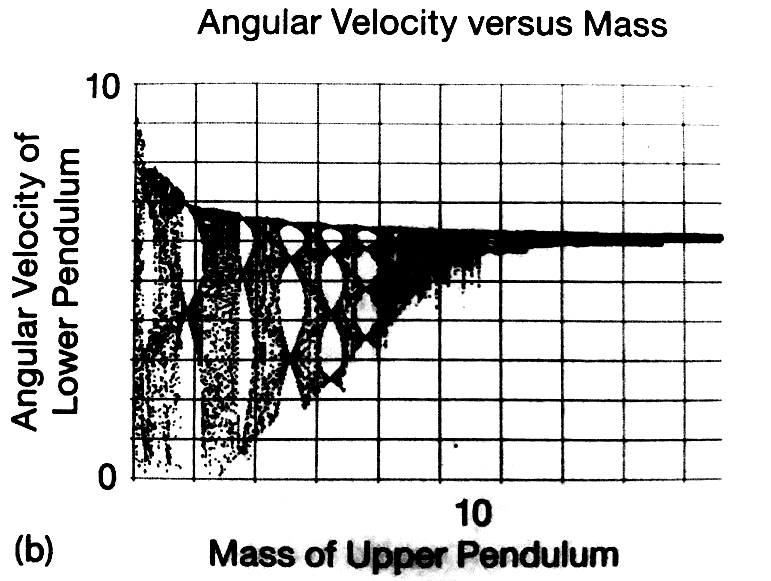 Angular Velocity versus Mass
10
Angular Velocity of
Lower Pendulum
0
10
(b)
Mass of Upper Pendulum